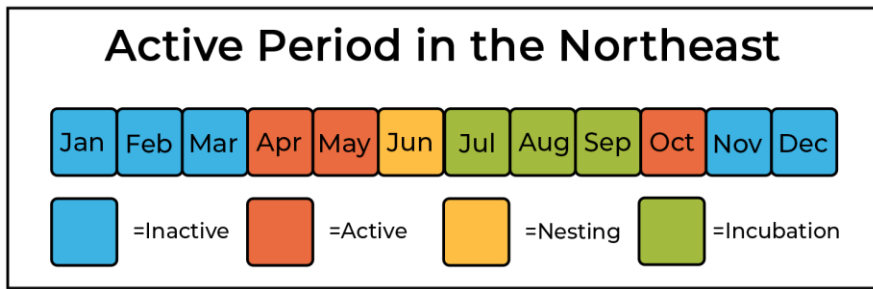 Active Period in the Northeast
Jan Feb Mar Apr May Jun Jul Aug Sep Oct Nov Dec
=Inactive =Active =Nesting =Incubation